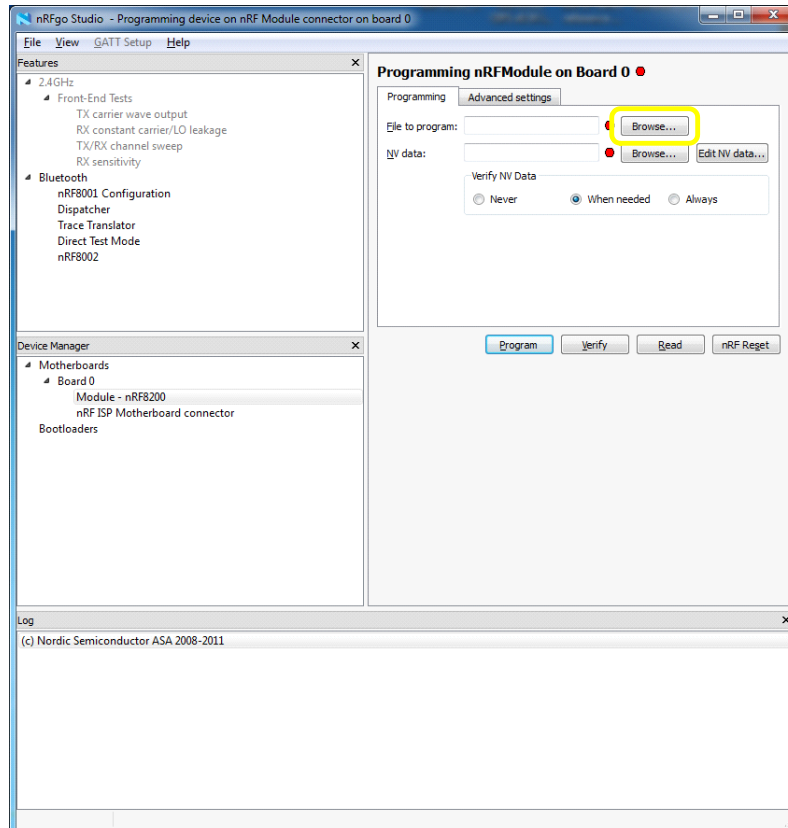 nRFgo Studio - Programming device on nRF Module connector on board 0
File View GATT Setup Help
Features
2.4GHz
Front-End Tests
TX carrier wave output
RX constant carrier/LO leakage
TX/RX channel sweep
RX sensitivity
Bluetooth
nRF8001 Configuration
Dispatcher
Trace Translator
Direct Test Mode
nRF8002
Programming nRFModule on Board 0
Programming Advanced settings
File to program: Browse...
NV data: Browse... Edit NV data...
Verify NV Data
Never When needed Always
Program Verify Read nRF Reset
Device Manager
Motherboards
Board 0
Module - nRF8200
nRF ISP Motherboard connector
Bootloaders
Log
(c) Nordic Semiconductor ASA 2008-2011